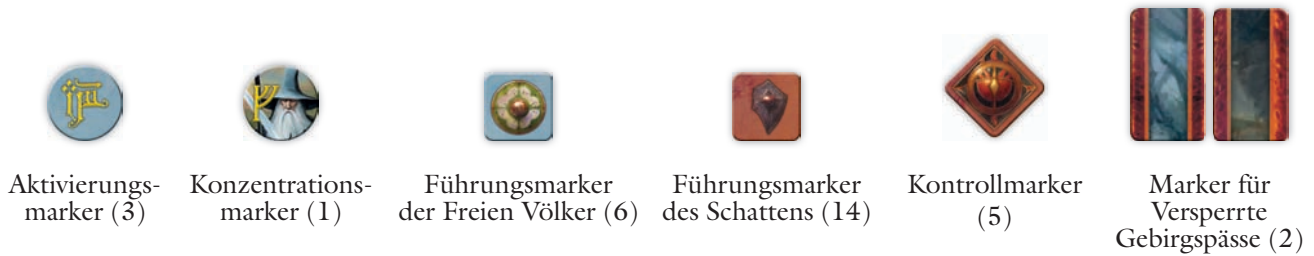 Aktivierungs-
marker (3)
Konzentrations-
marker (1)
Führungsmarker
der Freien Völker (6)
Führungsmarker
des Schattens (14)
Kontrollmarker
(5)
Marker für
Versperrte
Gebirgspässe (2)